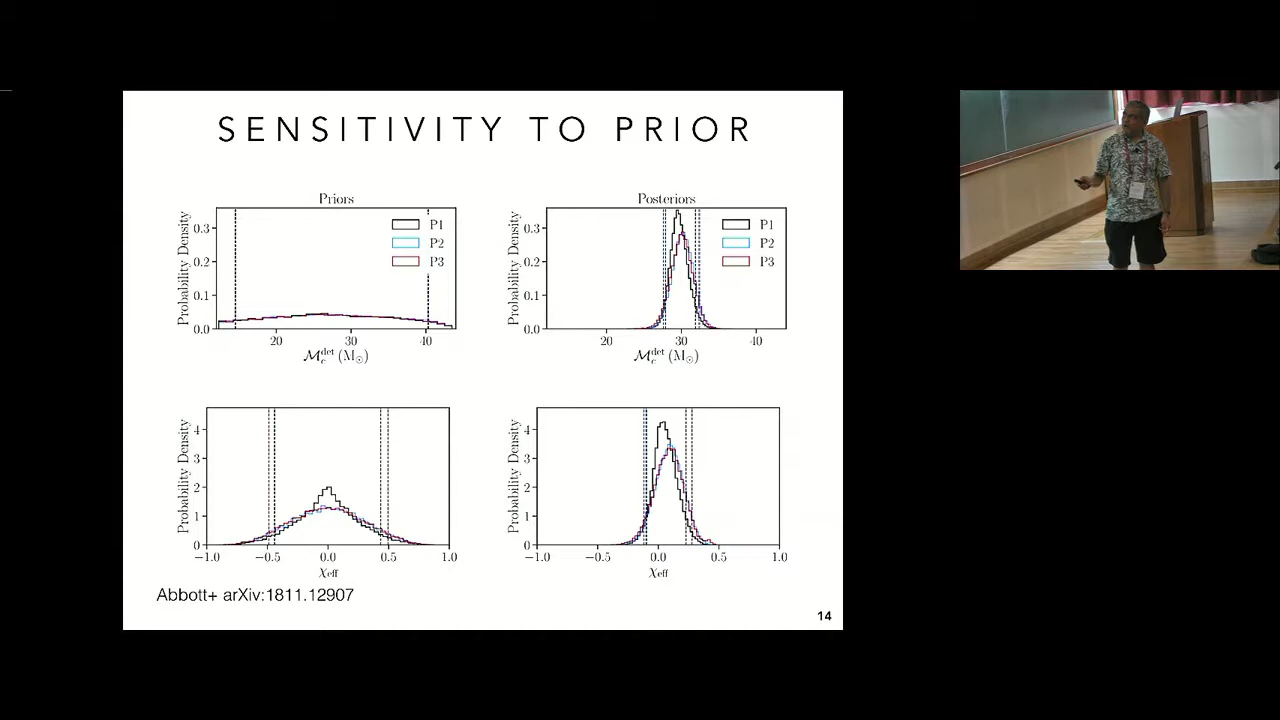 SENSITIVITY TO PRIOR
Priors
Probability Density
0.3
0.2
0.1
0.0
P1
P2
P3
20 30 40
ℳ_c^det (M_⊙)
Posteriors
Probability Density
0.3
0.2
0.1
0.0
P1
P2
P3
20 30 40
ℳ_c^det (M_⊙)
Probability Density
4
3
2
1
0
−1.0 −0.5 0.0 0.5 1.0
χ_eff
Probability Density
4
3
2
1
0
−1.0 −0.5 0.0 0.5 1.0
χ_eff
Abbott+ arXiv:1811.12907
14